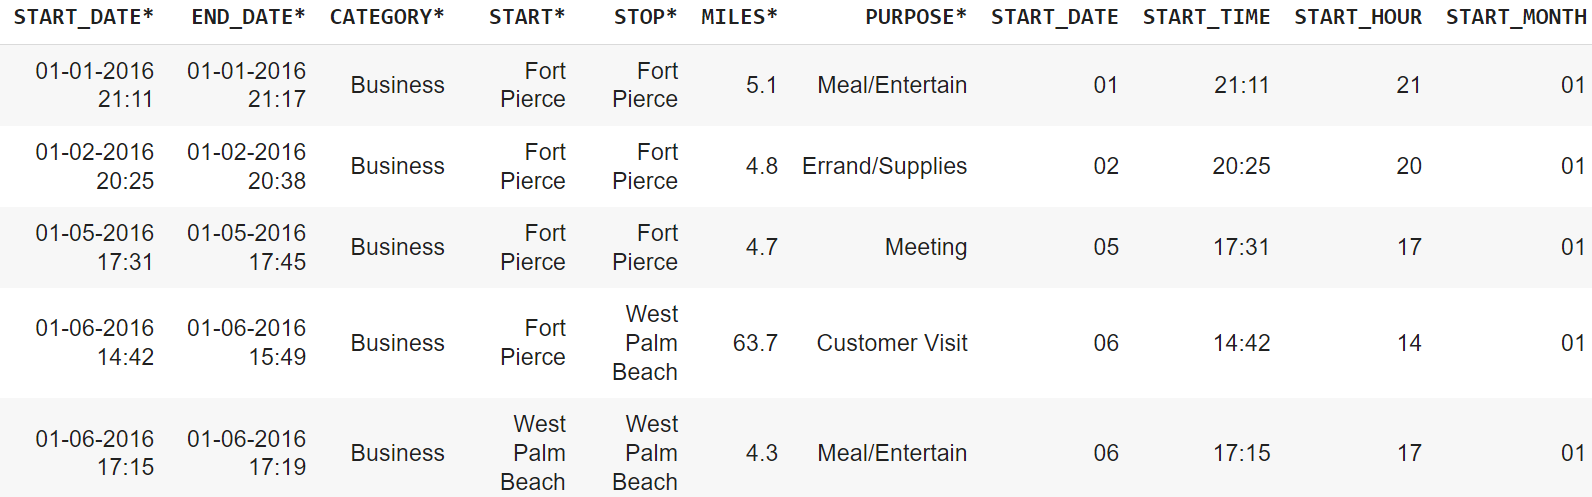 START_DATE* END_DATE* CATEGORY* START* STOP* MILES* PURPOSE* START_DATE START_TIME START_HOUR START_MONTH
01-01-2016 01-01-2016 Fort Fort
Business 5.1 Meal/Entertain 01 21:11 21 01
21:11 21:17 Pierce Pierce
01-02-2016 01-02-2016 Fort Fort
Business 4.8 Errand/Supplies 02 20:25 20 01
20:25 20:38 Pierce Pierce
01-05-2016 01-05-2016 Fort Fort
Business 4.7 Meeting 05 17:31 17 01
17:31 17:45 Pierce Pierce
West
01-06-2016 01-06-2016 Fort
Business Palm 63.7 Customer Visit 06 14:42 14 01
14:42 15:49 Pierce
Beach
West West
01-06-2016 01-06-2016
Business Palm Palm 4.3 Meal/Entertain 06 17:15 17 01
17:15 17:19
Beach Beach